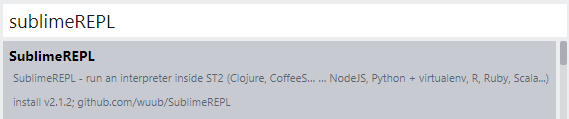 sublimeREPL
SublimeREPL
SublimeREPL - run an interpreter inside ST2 (Clojure, CoffeeS... ... NodeJS, Python + virtualenv, R, Ruby, Scala...)
install v2.1.2; github.com/wuub/SublimeREPL